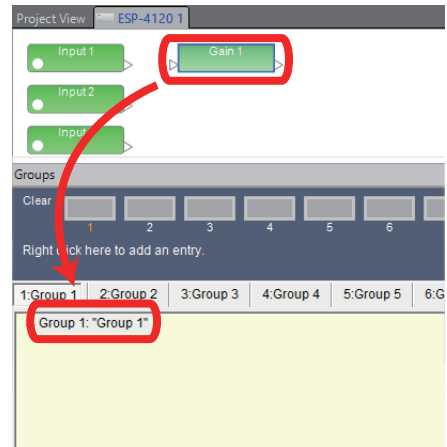 Project View ESP-4120 1
Input 1 Gain 1
Input 2
Input
Groups
Clear
1 2 3 4 5 6
Right click here to add an entry.
1:Group 1 2:Group 2 3:Group 3 4:Group 4 5:Group 5 6:G
Group 1: "Group 1"